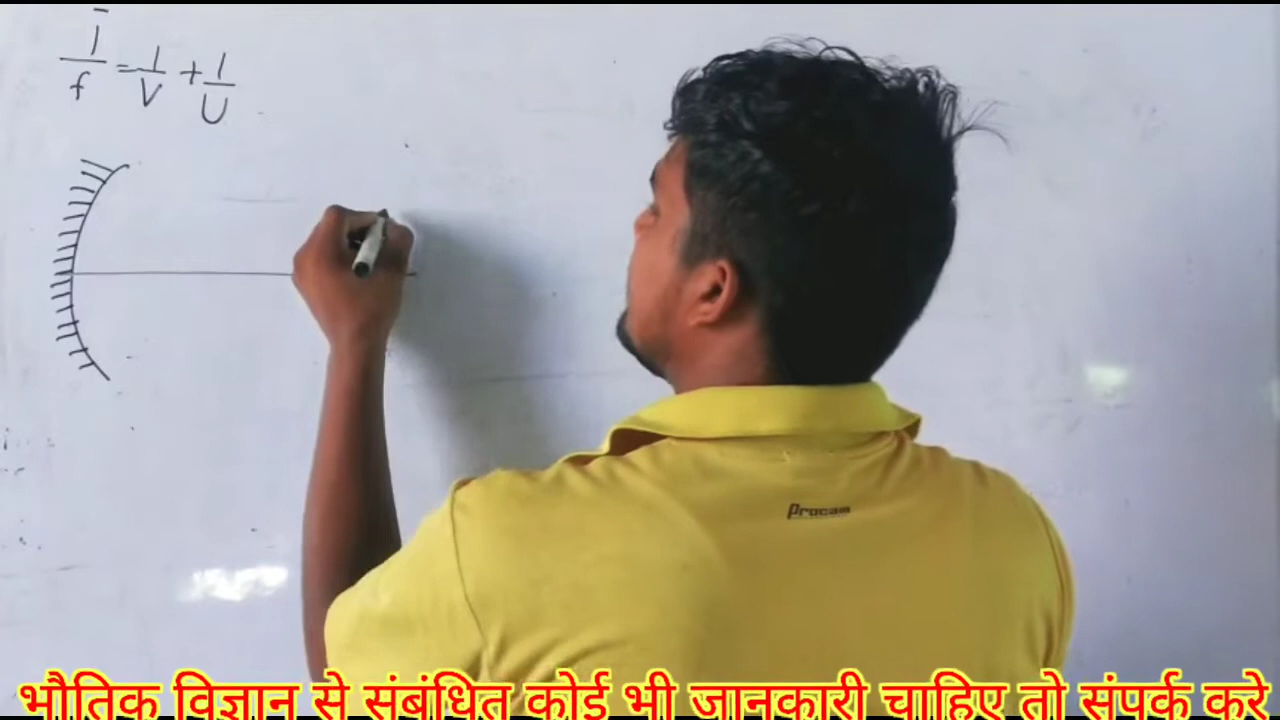 1/f = 1/V + 1/U
Procam
भौतिक विज्ञान से संबंधित कोई भी जानकारी चाहिए तो संपर्क करे